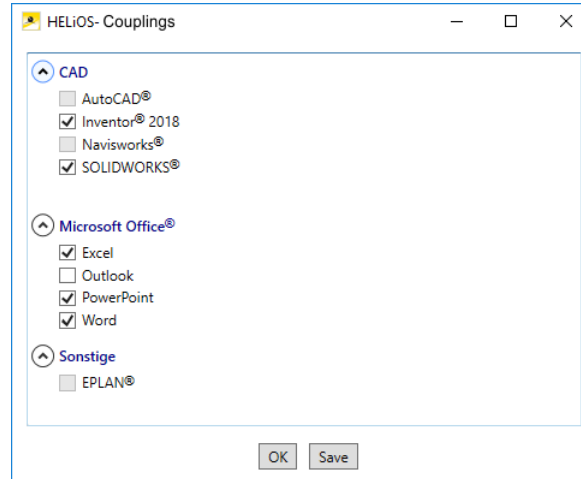 HELiOS- Couplings
CAD
AutoCAD®
Inventor® 2018
Navisworks®
SOLIDWORKS®
Microsoft Office®
Excel
Outlook
PowerPoint
Word
Sonstige
EPLAN®
OK Save